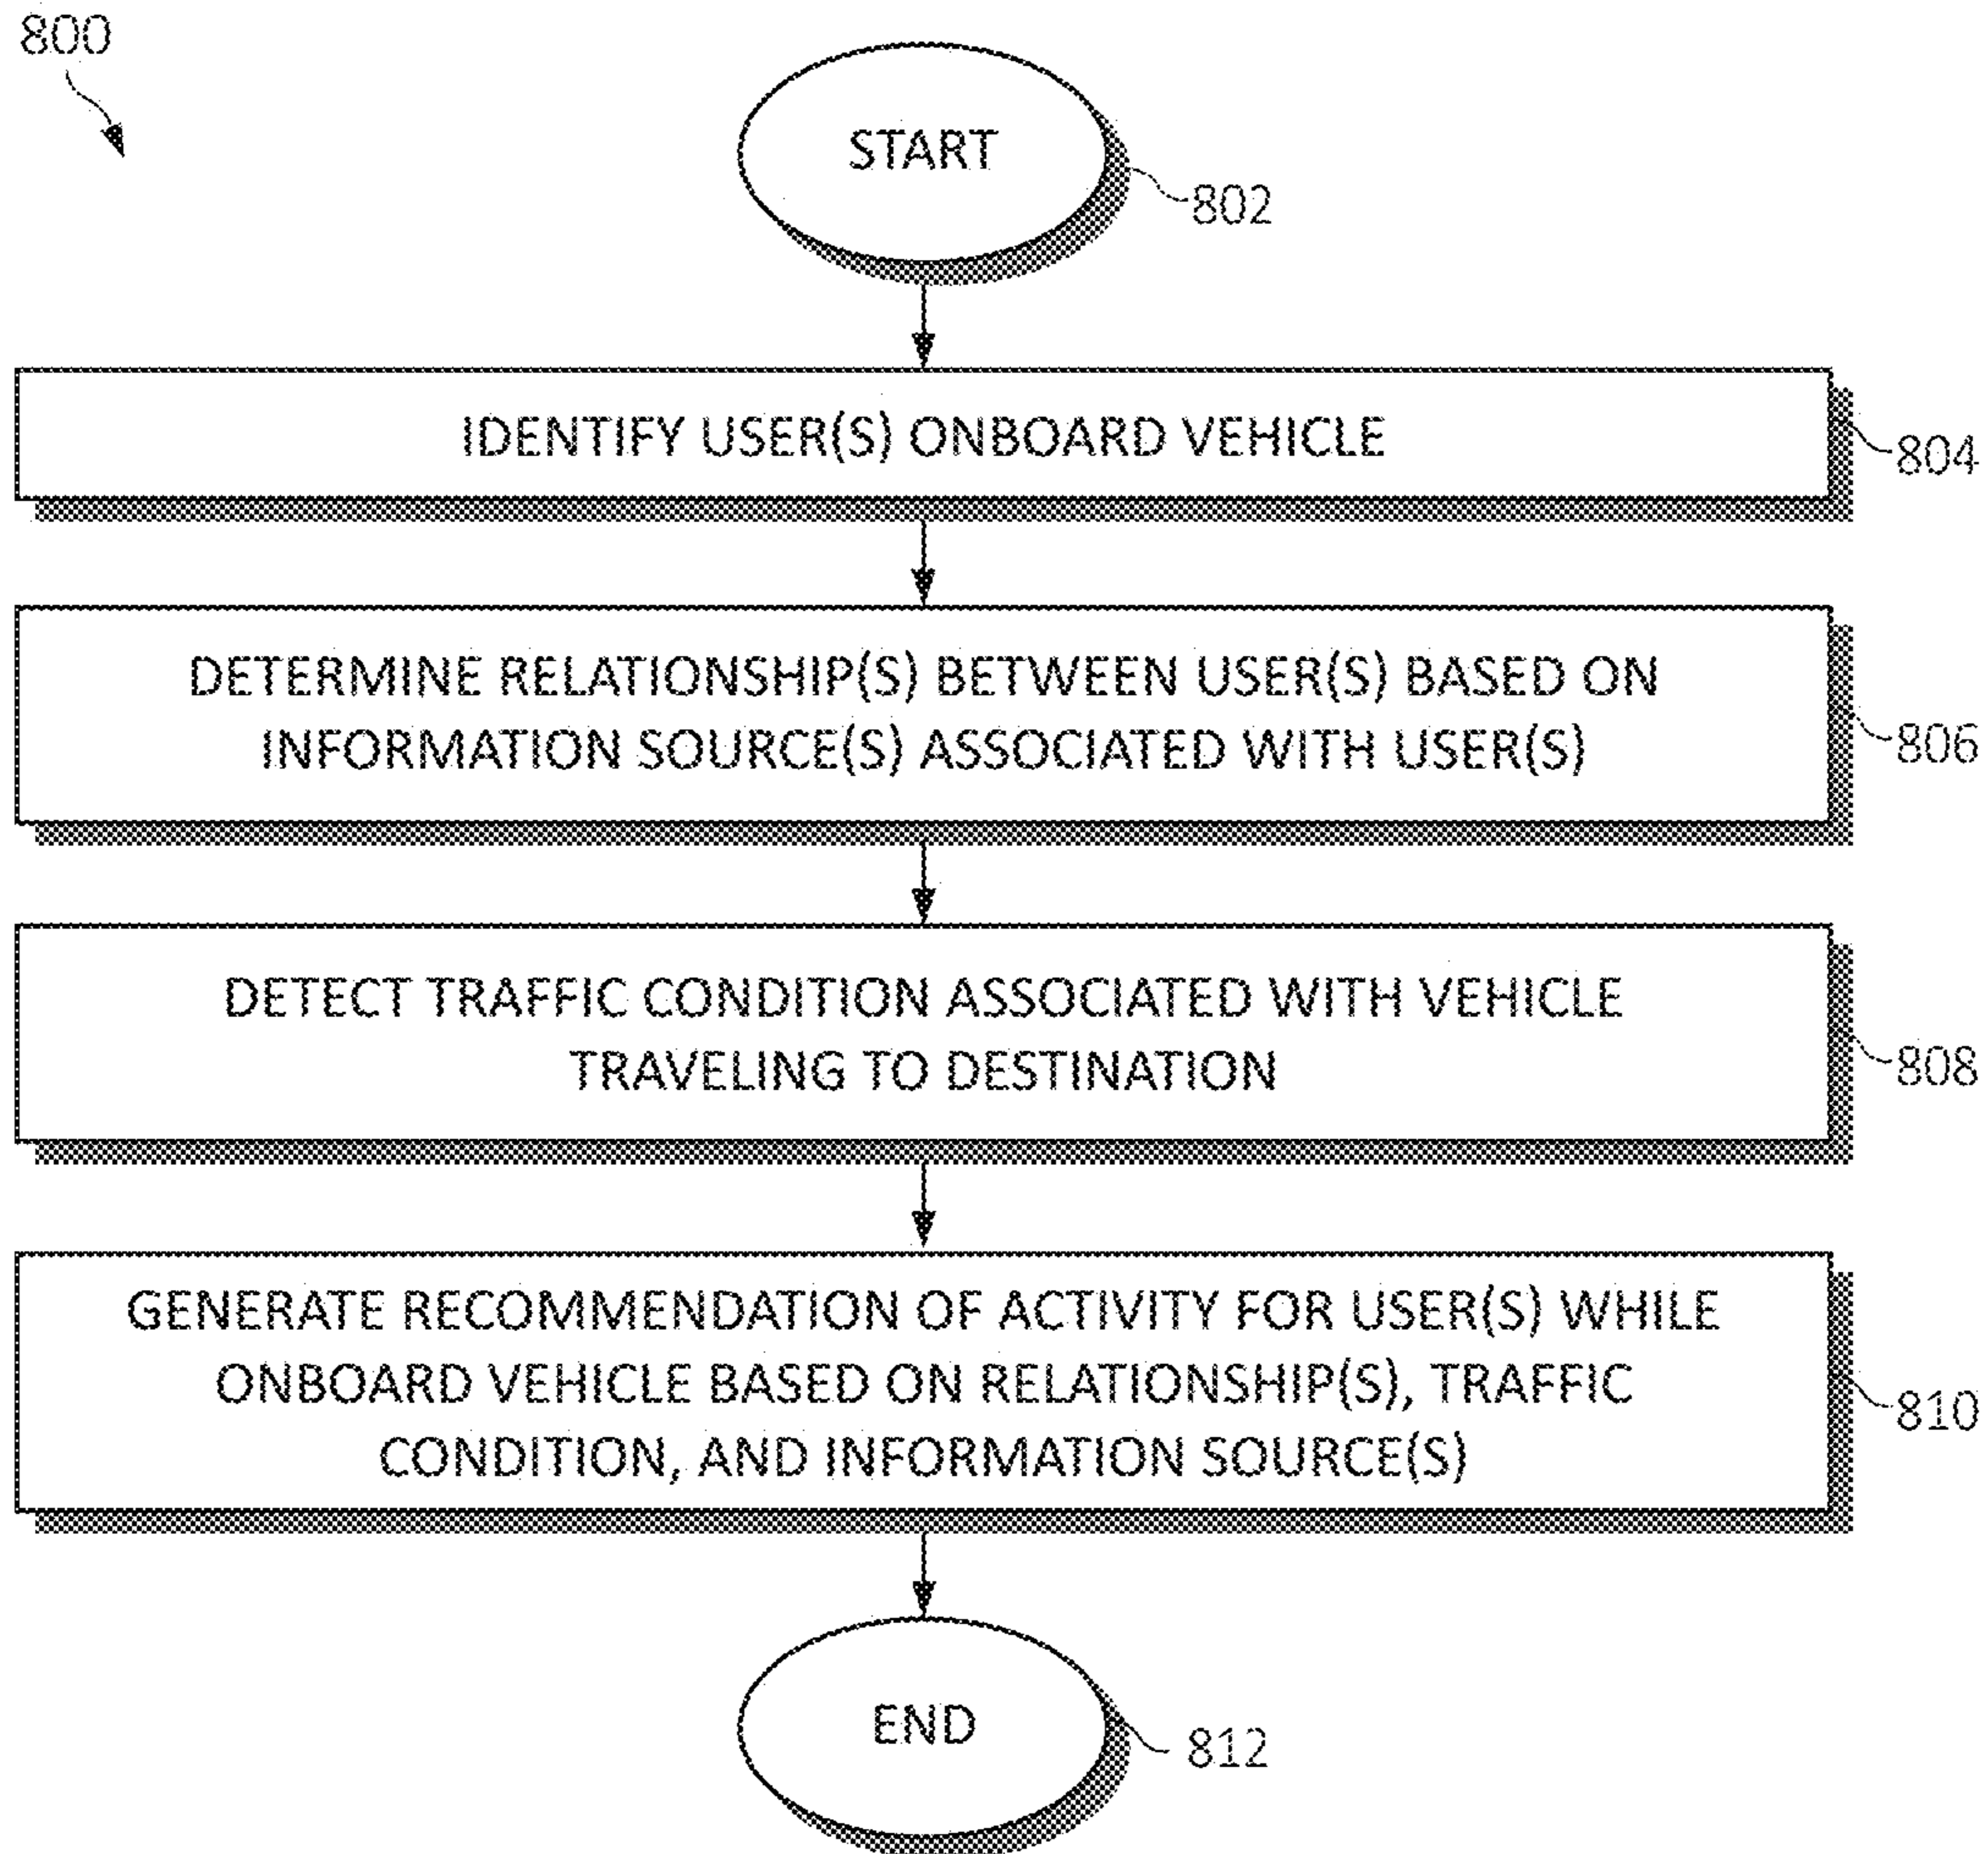 800
START
802
IDENTIFY USER(S) ONBOARD VEHICLE
804
DETERMINE RELATIONSHIP(S) BETWEEN USER(S) BASED ON
INFORMATION SOURCE(S) ASSOCIATED WITH USER(S)
806
DETECT TRAFFIC CONDITION ASSOCIATED WITH VEHICLE
TRAVELING TO DESTINATION
808
GENERATE RECOMMENDATION OF ACTIVITY FOR USER(S) WHILE
ONBOARD VEHICLE BASED ON RELATIONSHIP(S), TRAFFIC
CONDITION, AND INFORMATION SOURCE(S)
810
END
812